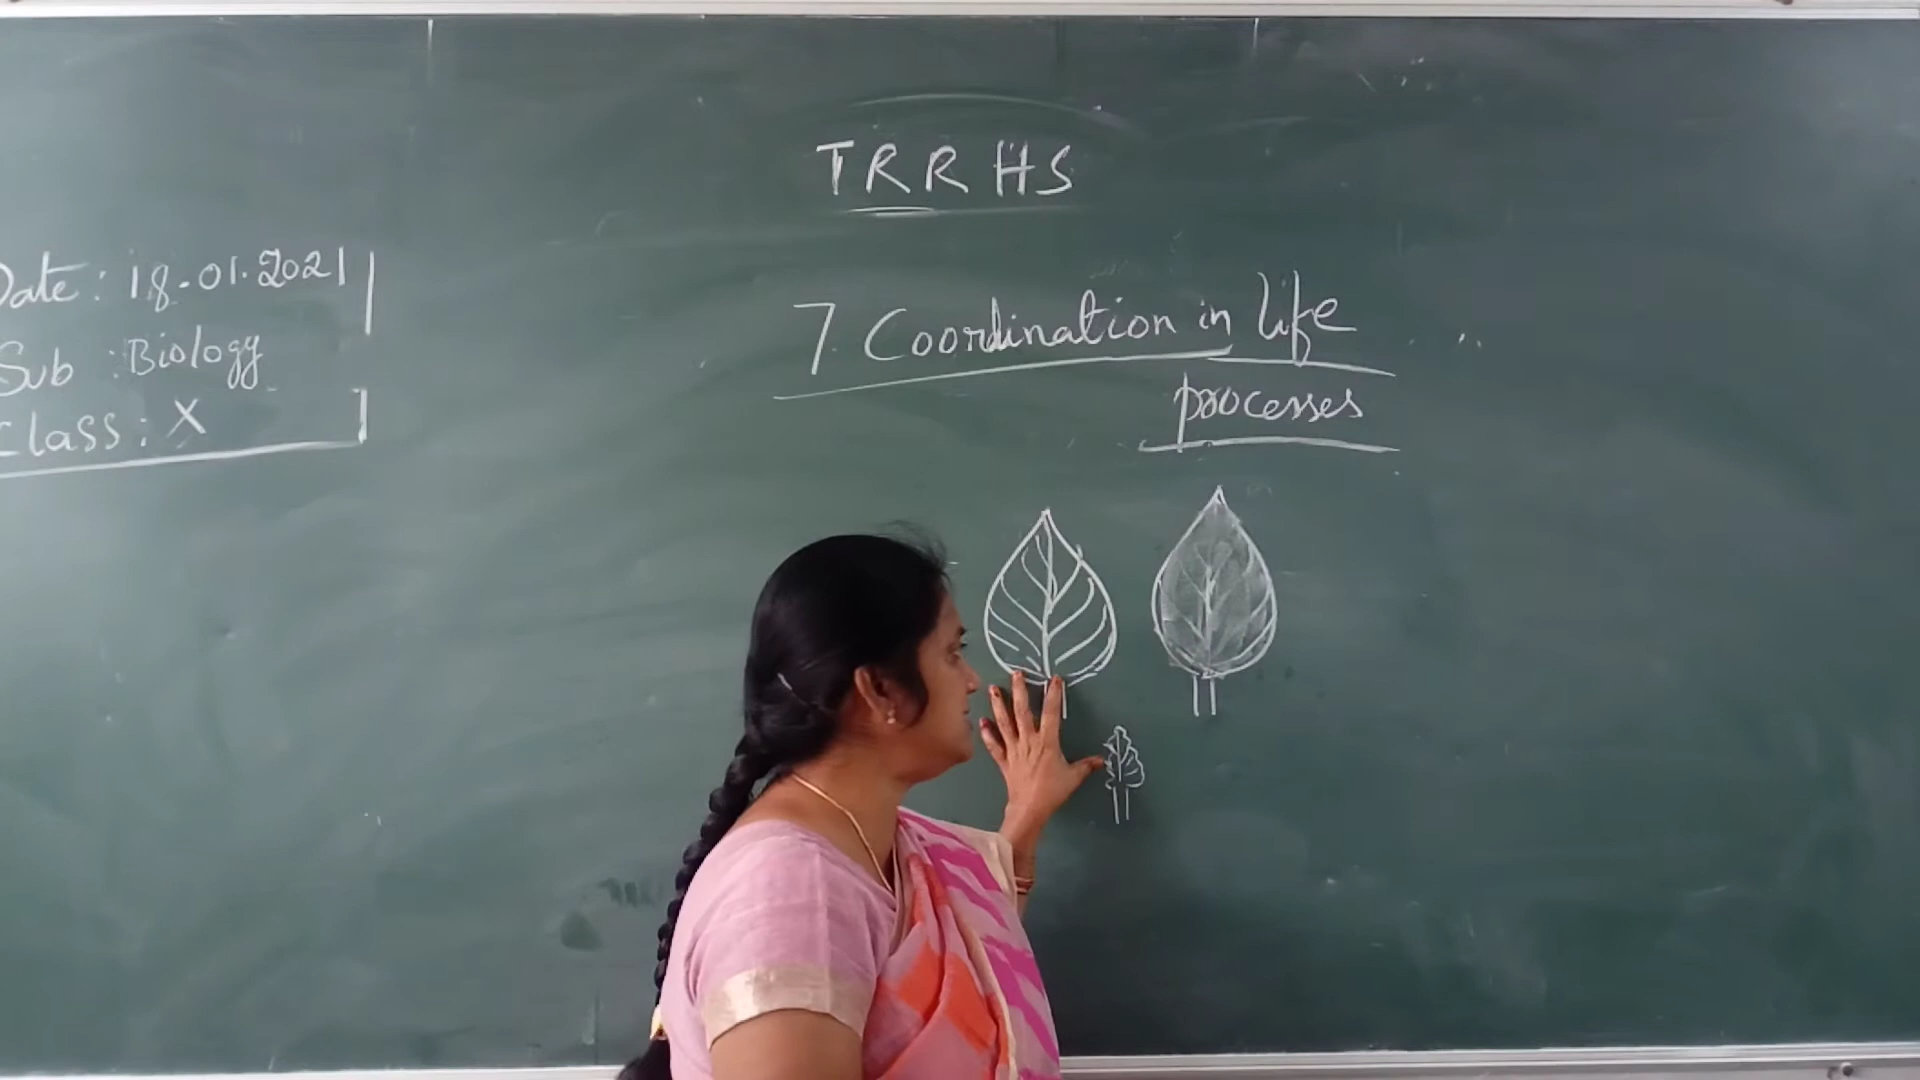 TRRHS
Date: 18.01.2021
Sub : Biology
Class: X
7 Coordination in life
processes